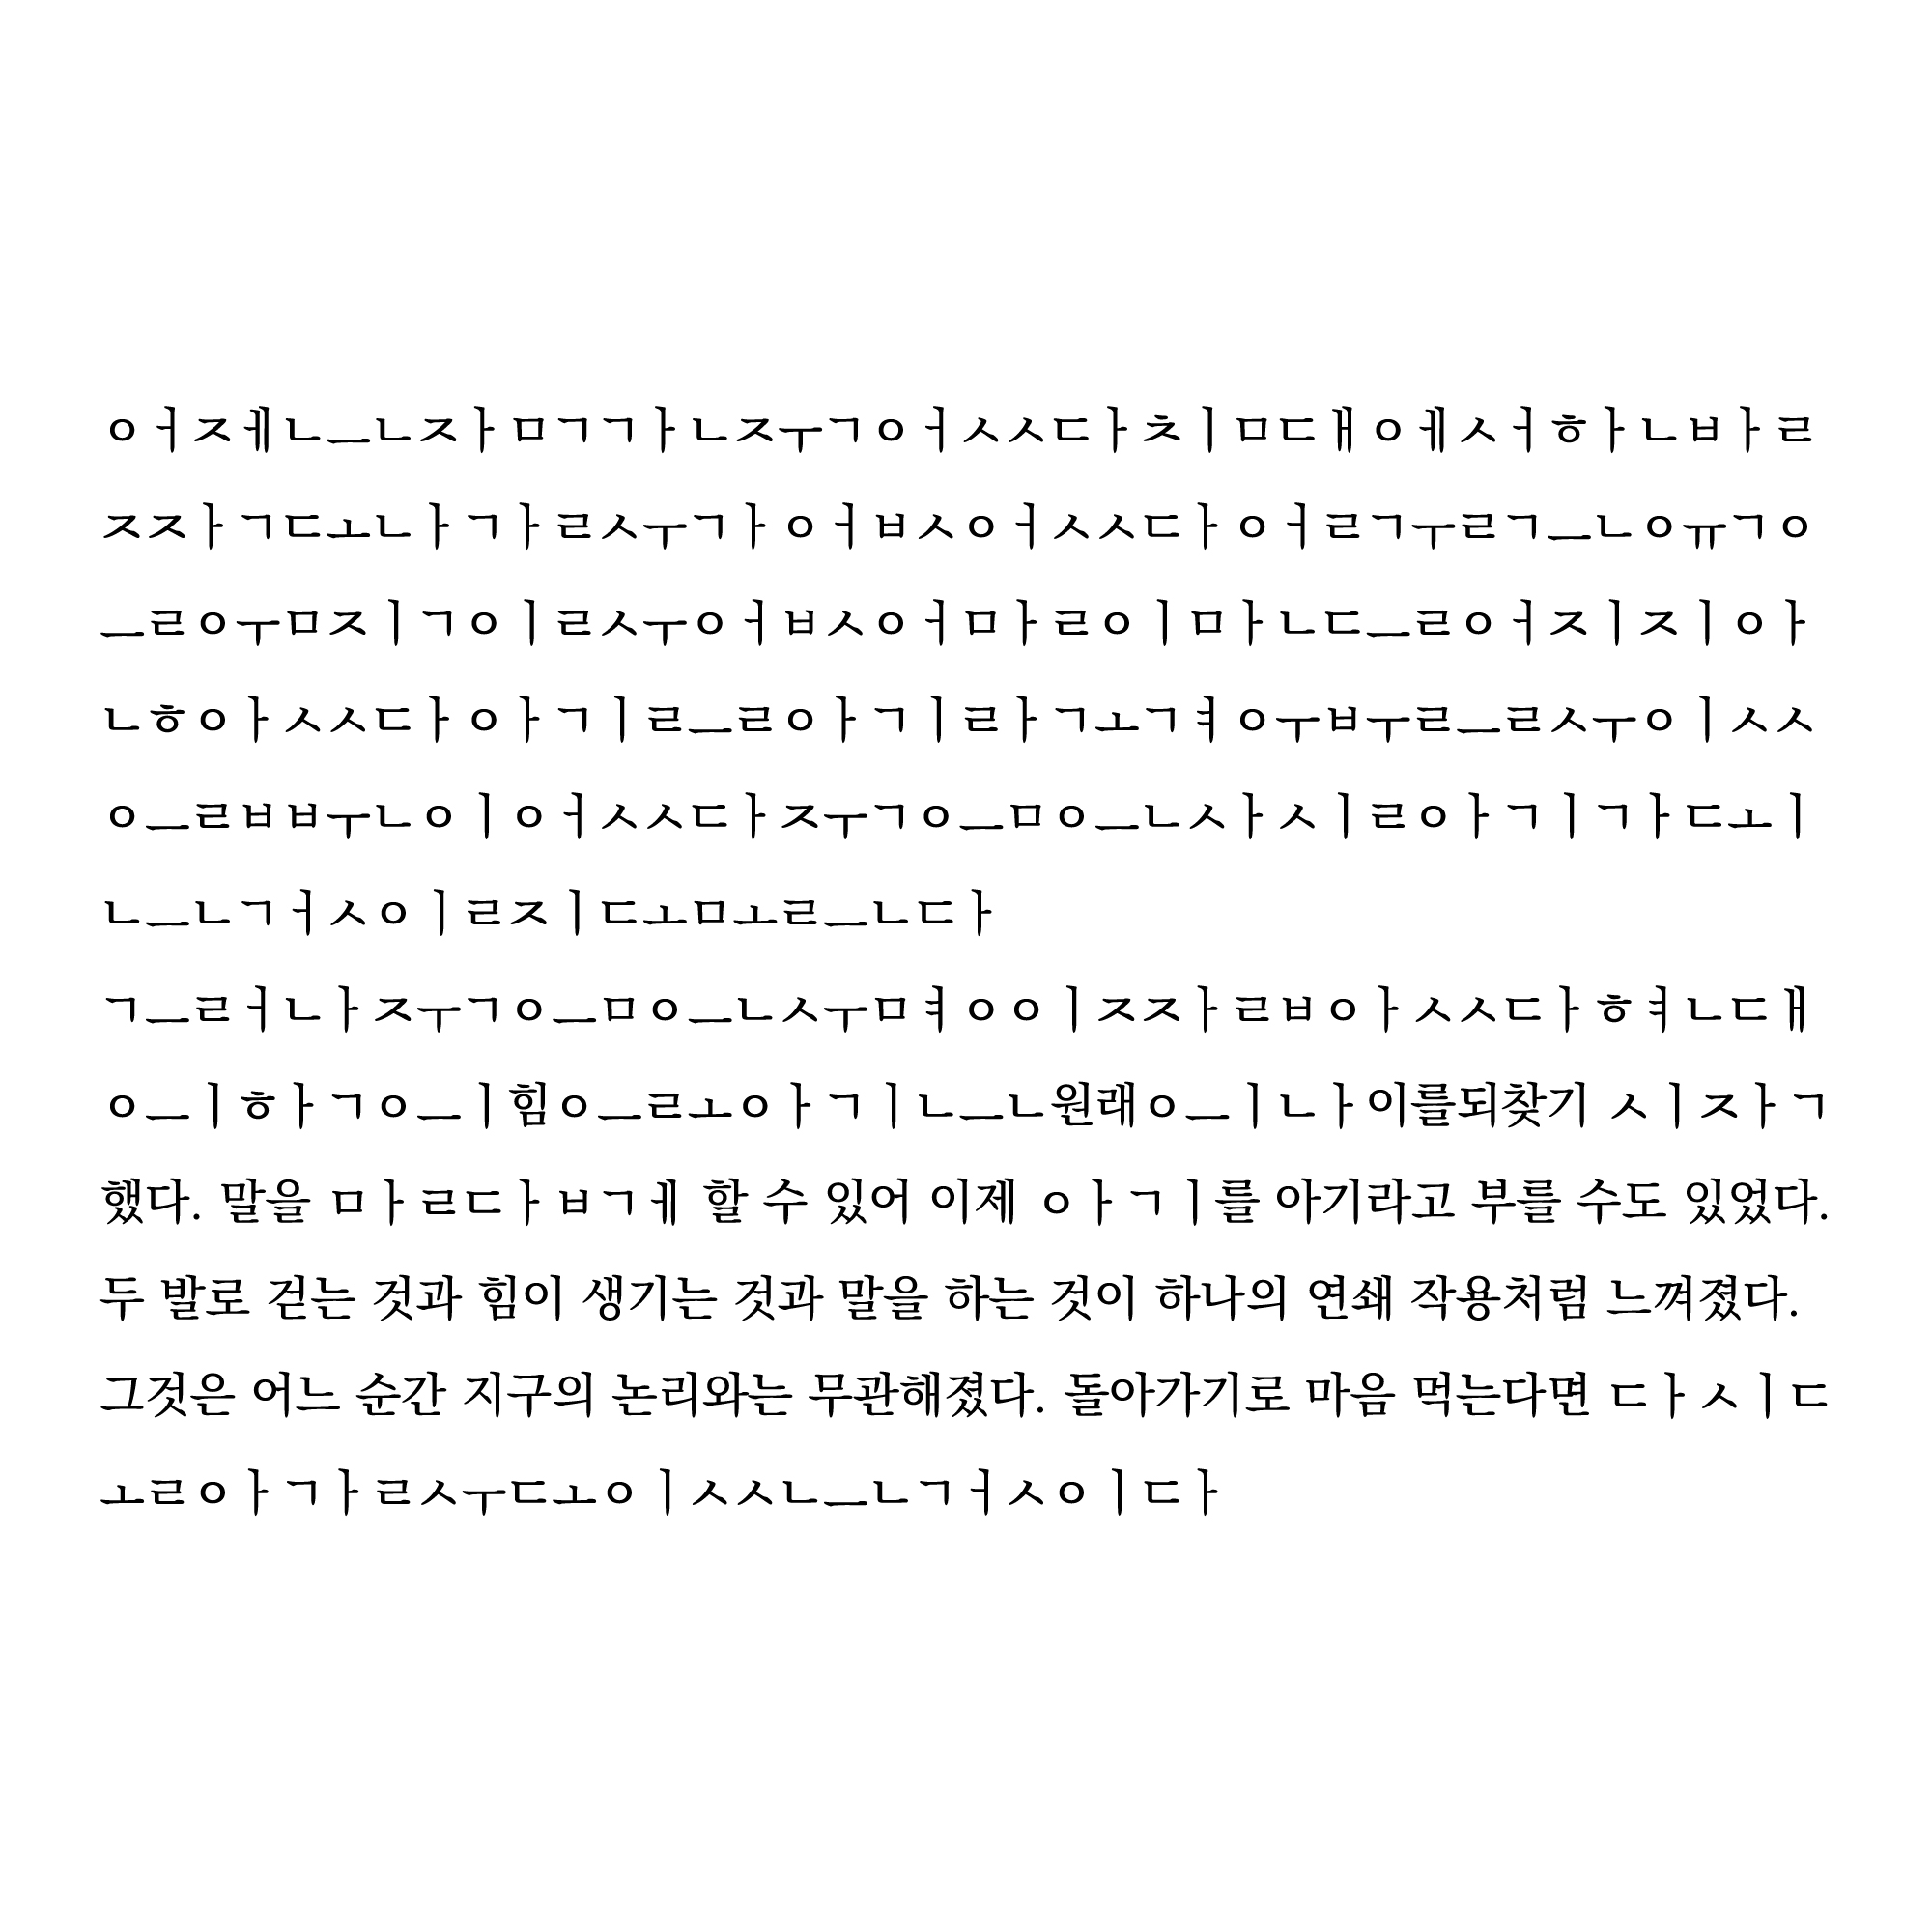 ㅇㅓㅈㅔㄴㅡㄴㅈㅏㅁㄱㄱㅏㄴㅈㅜㄱㅇㅓㅅㅅㄷㅏㅊㅣㅁㄷㅐㅇㅔㅅㅓㅎㅏㄴㅂㅏㄹ
ㅈㅈㅏㄱㄷㅗㄴㅏㄱㅏㄹㅅㅜㄱㅏㅇㅓㅂㅅㅇㅓㅅㅅㄷㅏㅇㅓㄹㄱㅜㄹㄱㅡㄴㅇㅠㄱㅇ
ㅡㄹㅇㅜㅁㅈㅣㄱㅇㅣㄹㅅㅜㅇㅓㅂㅅㅇㅓㅁㅏㄹㅇㅣㅁㅏㄴㄷㅡㄹㅇㅓㅈㅣㅈㅣㅇㅏ
ㄴㅎㅇㅏㅅㅅㄷㅏㅇㅏㄱㅣㄹㅡㄹㅇㅏㄱㅣㄹㅏㄱㅗㄱㅕㅇㅜㅂㅜㄹㅡㄹㅅㅜㅇㅣㅅㅅ
ㅇㅡㄹㅂㅂㅜㄴㅇㅣㅇㅓㅅㅅㄷㅏㅈㅜㄱㅇㅡㅁㅇㅡㄴㅅㅏㅅㅣㄹㅇㅏㄱㅣㄱㅏㄷㅗㅣ
ㄴㅡㄴㄱㅓㅅㅇㅣㄹㅈㅣㄷㅗㅁㅗㄹㅡㄴㄷㅏ
ㄱㅡㄹㅓㄴㅏㅈㅜㄱㅇㅡㅁㅇㅡㄴㅅㅜㅁㅕㅇㅇㅣㅈㅈㅏㄹㅂㅇㅏㅅㅅㄷㅏㅎㅕㄴㄷㅐ
ㅇㅡㅣㅎㅏㄱㅇㅡㅣ힘ㅇㅡㄹㅗㅇㅏㄱㅣㄴㅡㄴ원래ㅇㅡㅣㄴㅏ이를되찾기 ㅅㅣㅈㅏㄱ
했다. 말을 ㅁㅏㄹㄷㅏㅂㄱㅔ 할 수 있어 이제 ㅇㅏㄱㅣ를 아기라고 부를 수도 있었다.
두 발로 걷는 것과 힘이 생기는 것과 말을 하는 것이 하나의 연쇄 작용처럼 느껴졌다.
그것은 어느 순간 지구의 논리와는 무관해졌다. 돌아가기로 마음 먹는다면 ㄷㅏㅅㅣㄷ
ㅗㄹㅇㅏㄱㅏㄹㅅㅜㄷㅗㅇㅣㅅㅅㄴㅡㄴㄱㅓㅅㅇㅣㄷㅏ